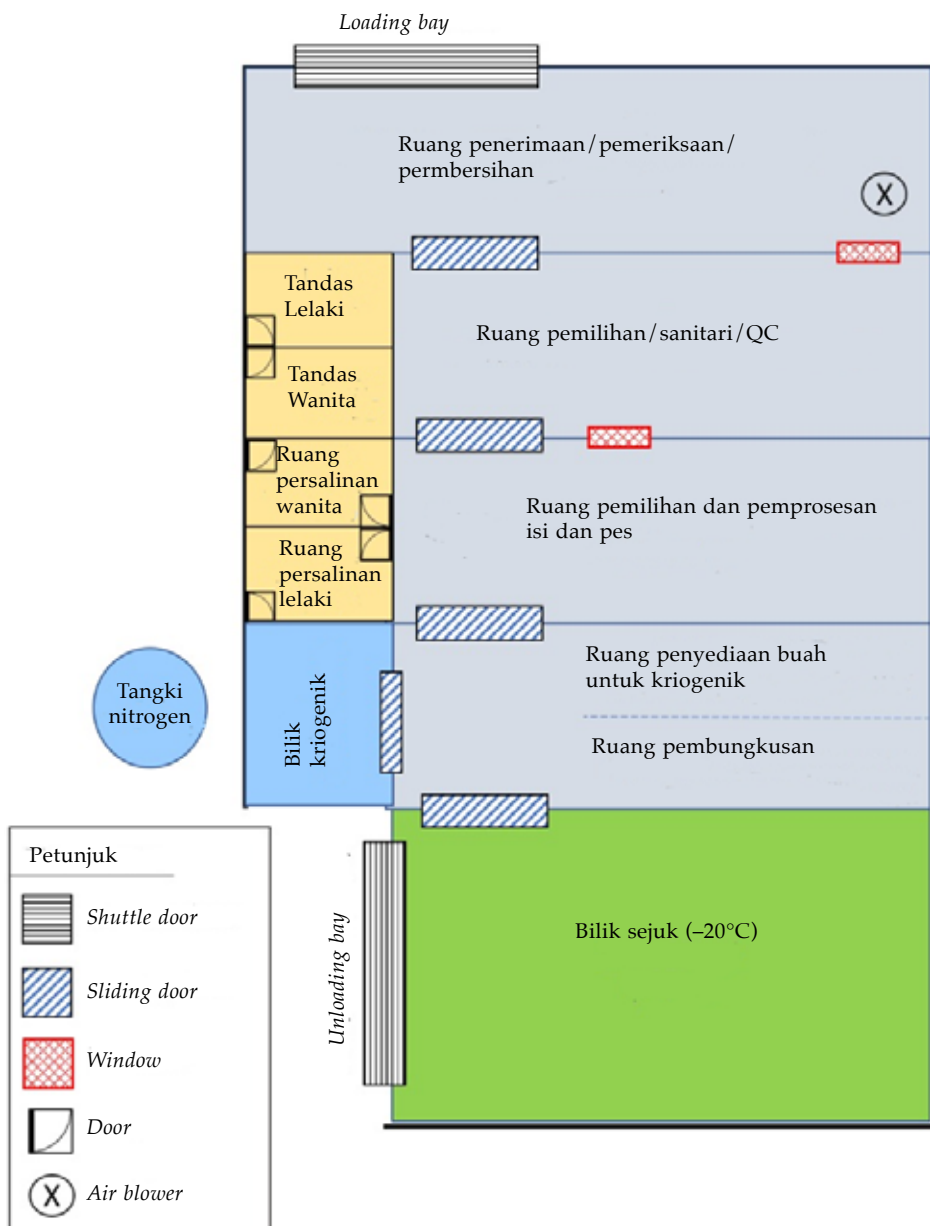 Loading bay
Ruang penerimaan/pemeriksaan/
permbersihan
X
Tandas
Lelaki
Ruang pemilihan/sanitari/QC
Tandas
Wanita
Ruang
persalinan
wanita
Ruang pemilihan dan pemprosesan
isi dan pes
Ruang
persalinan
lelaki
Tangki
nitrogen
Bilik
kriogenik
Ruang penyediaan buah
untuk kriogenik
Ruang pembungkusan
Unloading bay
Bilik sejuk (–20°C)
Petunjuk
Shuttle door
Sliding door
Window
Door
X
Air blower